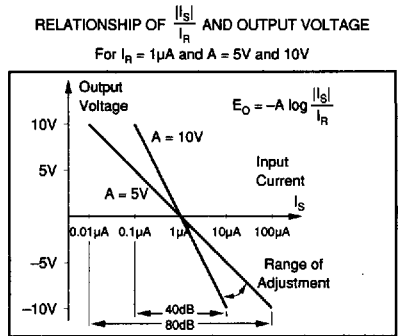 RELATIONSHIP OF |I_S|/I_R AND OUTPUT VOLTAGE
For I_R = 1µA and A = 5V and 10V
Output
Voltage
E_O = –A log |I_S|/I_R
10V
A = 10V
Input
Current
5V
A = 5V
I_S
0.01µA 0.1µA 1µA 10µA 100µA
–5V
Range of
Adjustment
–10V
40dB
80dB